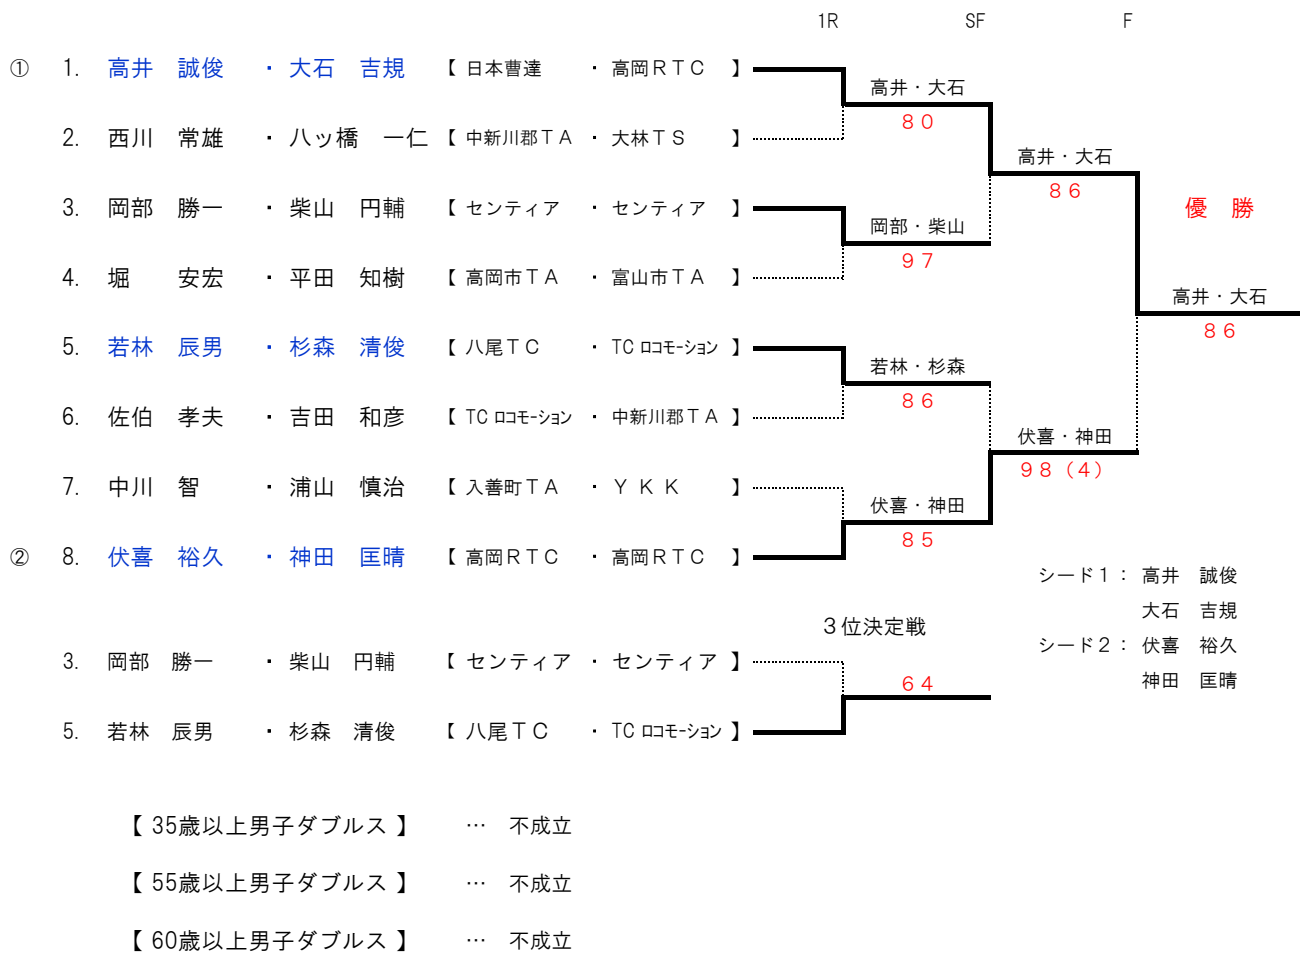 1R SF F
① 1. 高井 誠俊 ・ 大石 吉規 【 日本曹達 ・ 高岡ＲＴＣ 】
高井・大石
８０
2. 西川 常雄 ・ 八ッ橋 一仁 【 中新川郡ＴＡ ・ 大林ＴＳ 】
高井・大石
８６
3. 岡部 勝一 ・ 柴山 円輔 【 センティア ・ センティア 】
優 勝
岡部・柴山
９７
4. 堀 安宏 ・ 平田 知樹 【 高岡市ＴＡ ・ 富山市ＴＡ 】
高井・大石
８６
5. 若林 辰男 ・ 杉森 清俊 【 八尾ＴＣ ・ TC ﾛｺﾓｰｼｮﾝ 】
若林・杉森
８６
6. 佐伯 孝夫 ・ 吉田 和彦 【 TC ﾛｺﾓｰｼｮﾝ ・ 中新川郡ＴＡ 】
伏喜・神田
９８（４）
7. 中川 智 ・ 浦山 慎治 【 入善町ＴＡ ・ ＹＫＫ 】
伏喜・神田
８５
② 8. 伏喜 裕久 ・ 神田 匡晴 【 高岡ＲＴＣ ・ 高岡ＲＴＣ 】
シード１： 高井 誠俊
大石 吉規
シード２： 伏喜 裕久
神田 匡晴
３位決定戦
3. 岡部 勝一 ・ 柴山 円輔 【 センティア ・ センティア 】
６４
5. 若林 辰男 ・ 杉森 清俊 【 八尾ＴＣ ・ TC ﾛｺﾓｰｼｮﾝ 】
【 35歳以上男子ダブルス 】 … 不成立
【 55歳以上男子ダブルス 】 … 不成立
【 60歳以上男子ダブルス 】 … 不成立